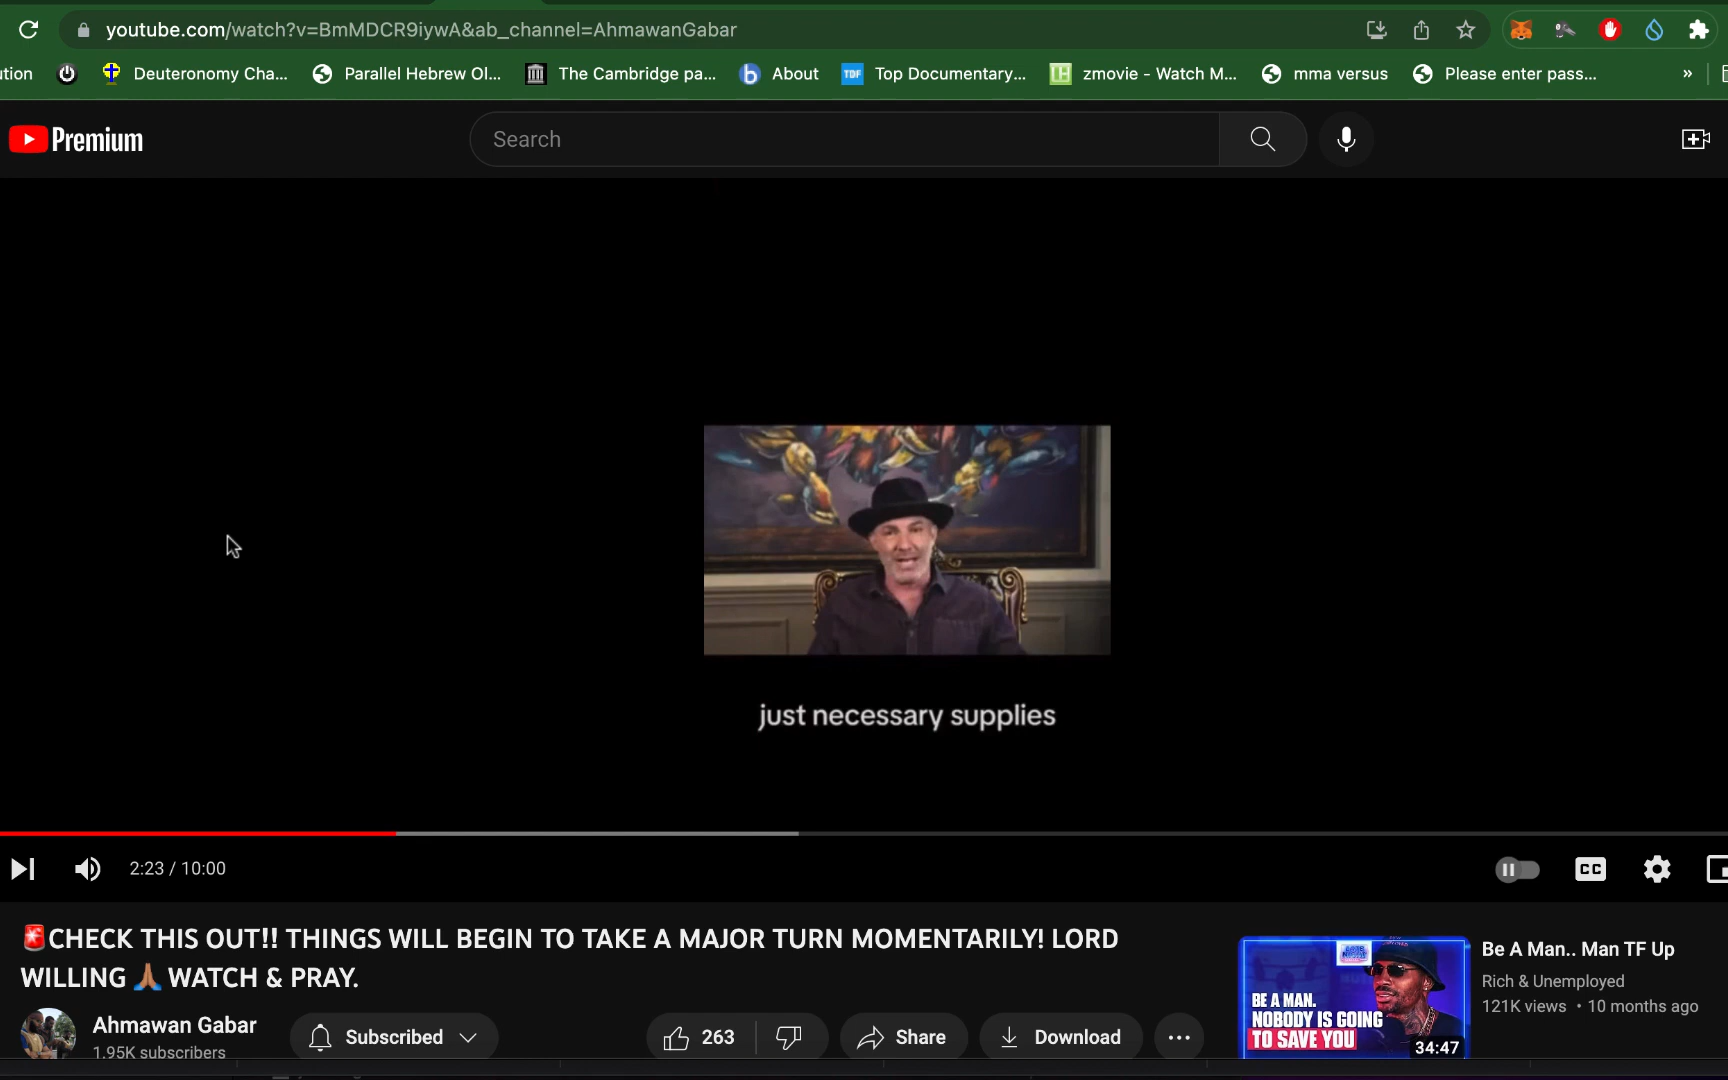 youtube.com/watch?v=BmMDCR9iywA&ab_channel=AhmawanGabar
ution Deuteronomy Cha... Parallel Hebrew Ol... The Cambridge pa... b About TDF Top Documentary... zmovie - Watch M... mma versus Please enter pass... »
Premium
Search
just necessary supplies
2:23 / 10:00
CC
🚨CHECK THIS OUT!! THINGS WILL BEGIN TO TAKE A MAJOR TURN MOMENTARILY! LORD
WILLING 🙏🏾 WATCH & PRAY.
Ahmawan Gabar
1.95K subscribers
Subscribed
263
Share
Download
BE A MAN.
NOBODY IS GOING
TO SAVE YOU
34:47
Be A Man.. Man TF Up
Rich & Unemployed
121K views • 10 months ago